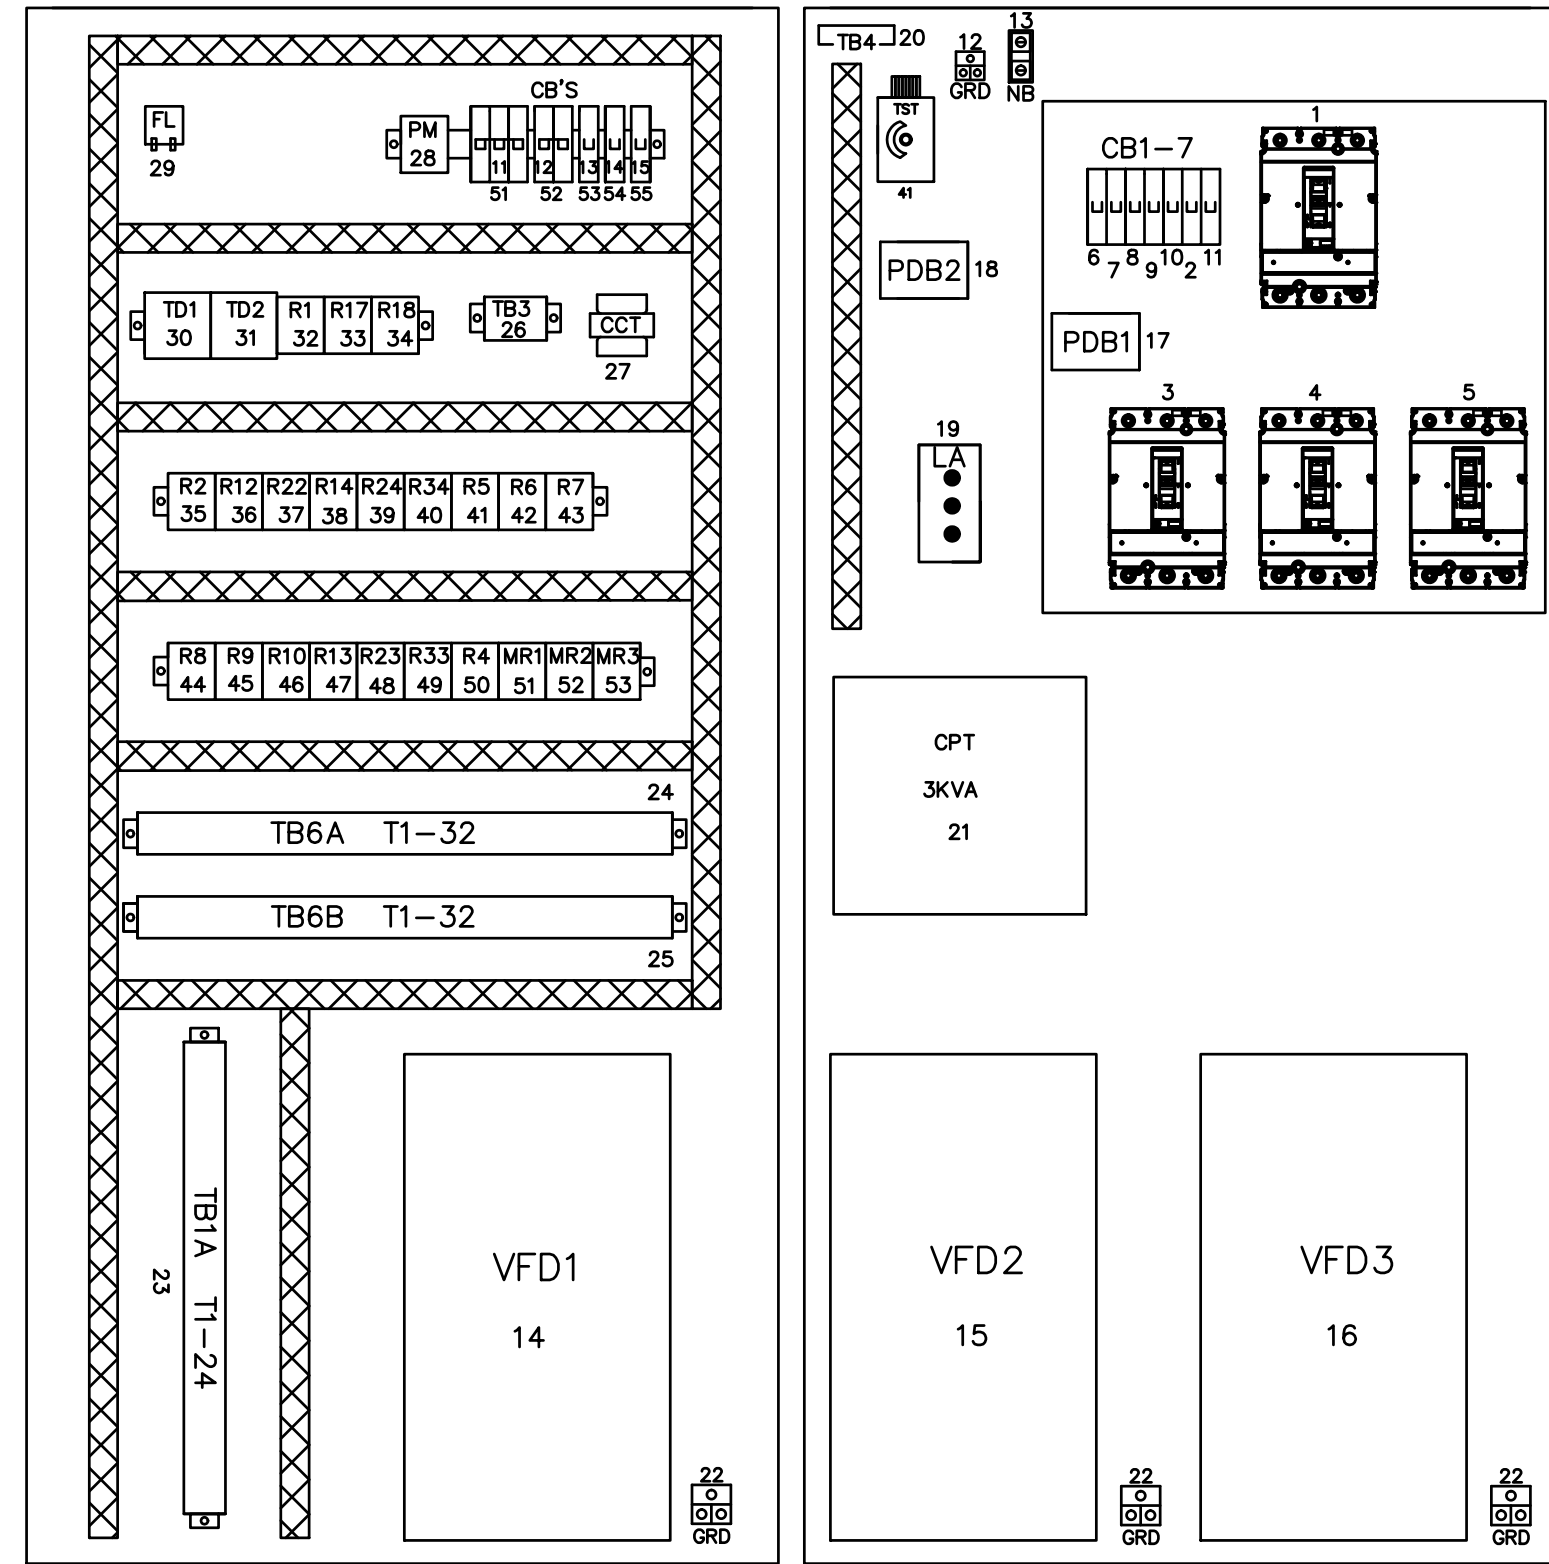 CB'S
FL
29
PM
28
11 12 13 14 15
51 52 53 54 55
TD1 TD2 R1 R17 R18
30 31 32 33 34
TB3
26
CCT
27
R2 R12 R22 R14 R24 R34 R5 R6 R7
35 36 37 38 39 40 41 42 43
R8 R9 R10 R13 R23 R33 R4 MR1 MR2 MR3
44 45 46 47 48 49 50 51 52 53
24
TB6A T1-32
TB6B T1-32
25
TB1A T1-24
23
VFD1
14
22
GRD
TB4 20
12
GRD
13
NB
TST
41
PDB2 18
CB1-7
6 7 8 9 10 2 11
1
PDB1 17
3 4 5
19
LA
CPT
3KVA
21
VFD2
15
22
GRD
VFD3
16
22
GRD